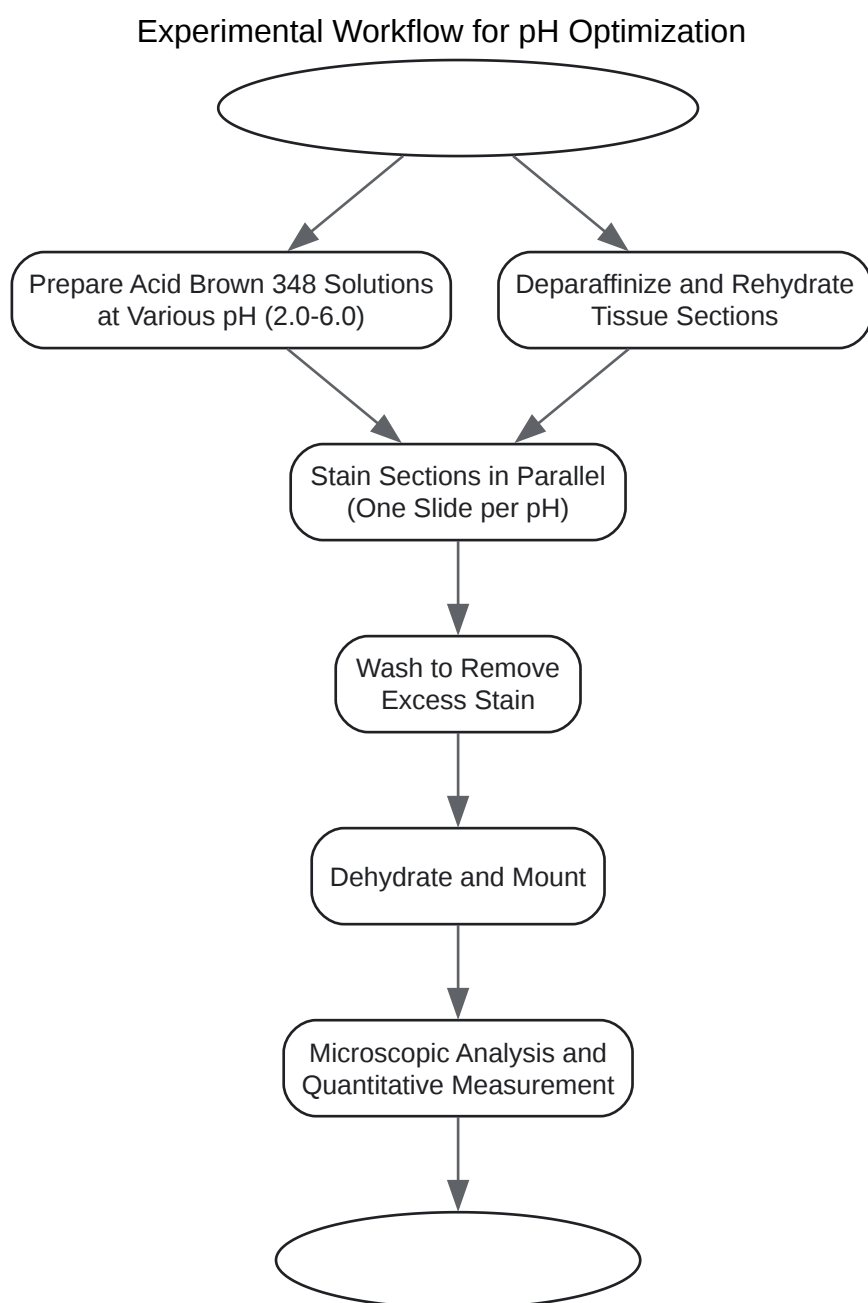 Experimental Workflow for pH Optimization
Prepare Acid Brown 348 Solutions
at Various pH (2.0-6.0)
Deparaffinize and Rehydrate
Tissue Sections
Stain Sections in Parallel
(One Slide per pH)
Wash to Remove
Excess Stain
Dehydrate and Mount
Microscopic Analysis and
Quantitative Measurement